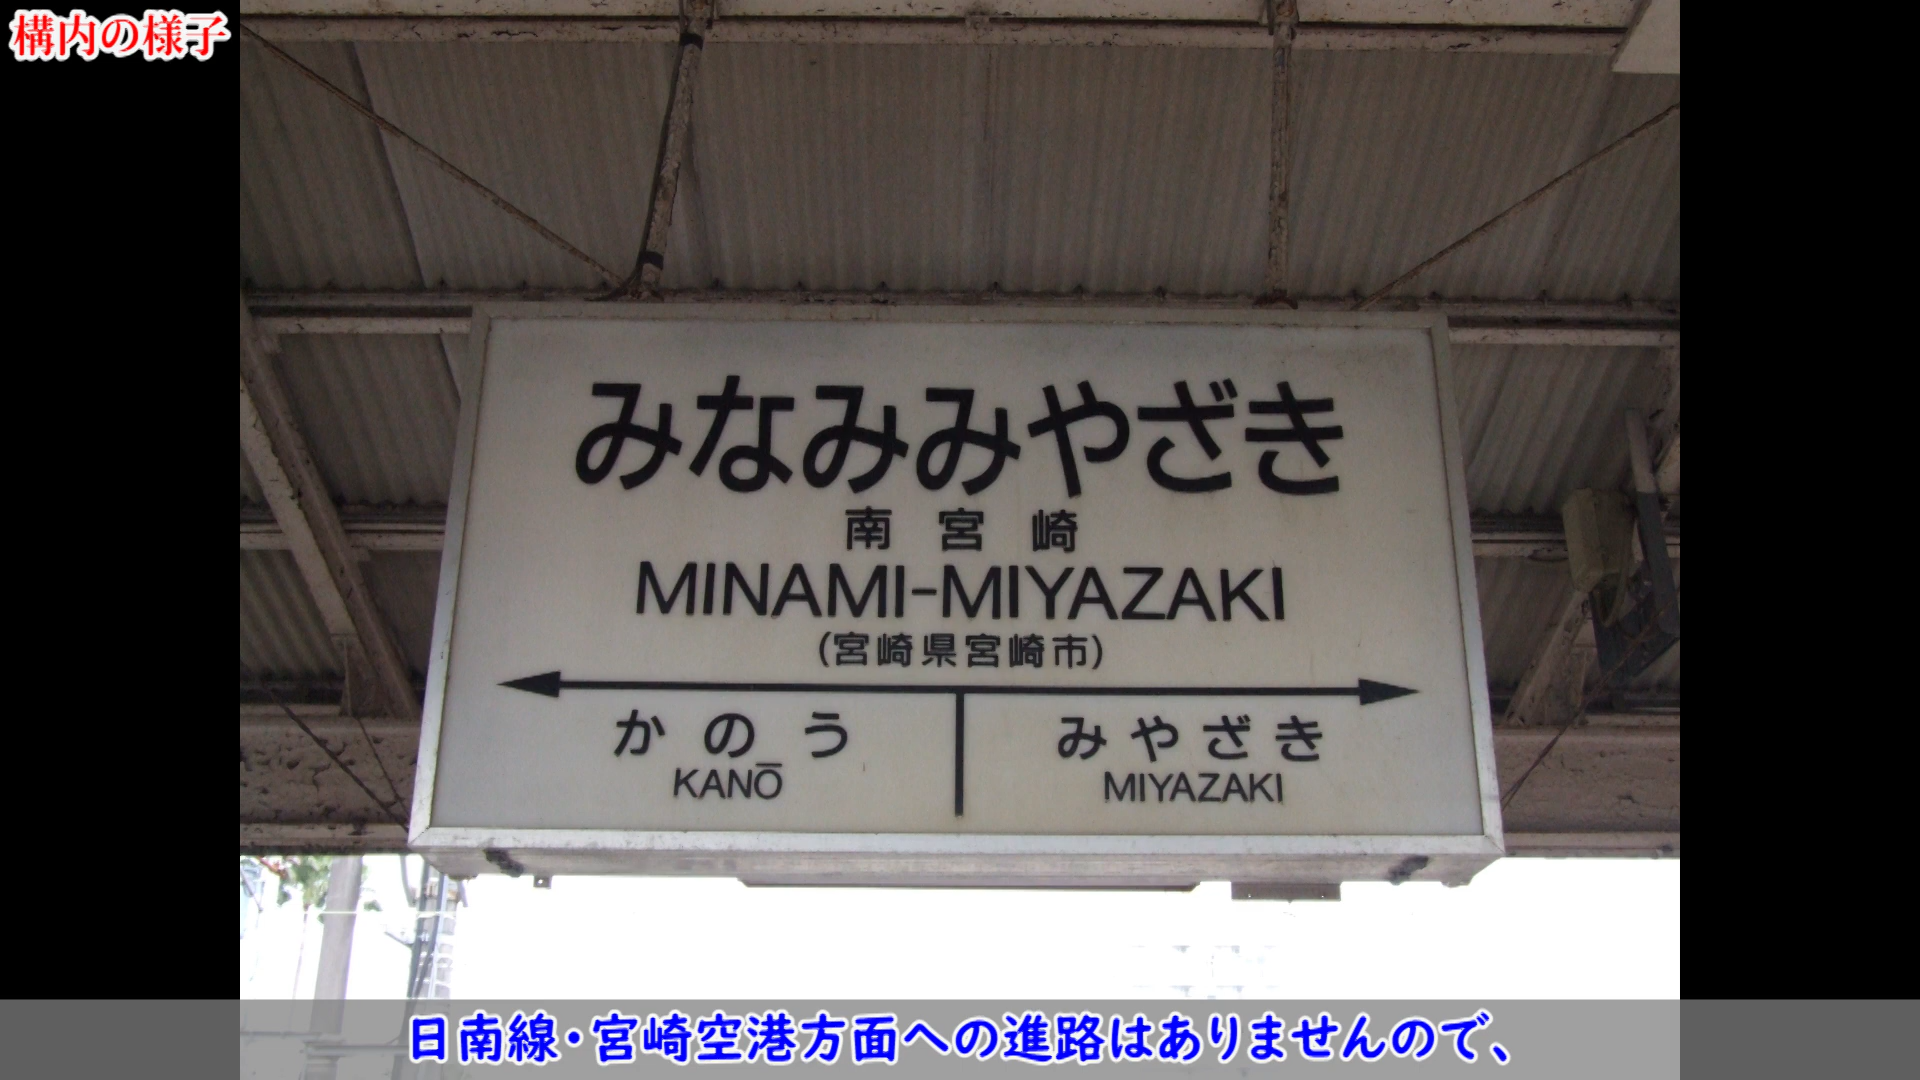 構内の様子
みなみみやざき
南宮崎
MINAMI-MIYAZAKI
(宮崎県宮崎市)
かのう
みやざき
KANŌ
MIYAZAKI
日南線・宮崎空港方面への進路はありませんので、